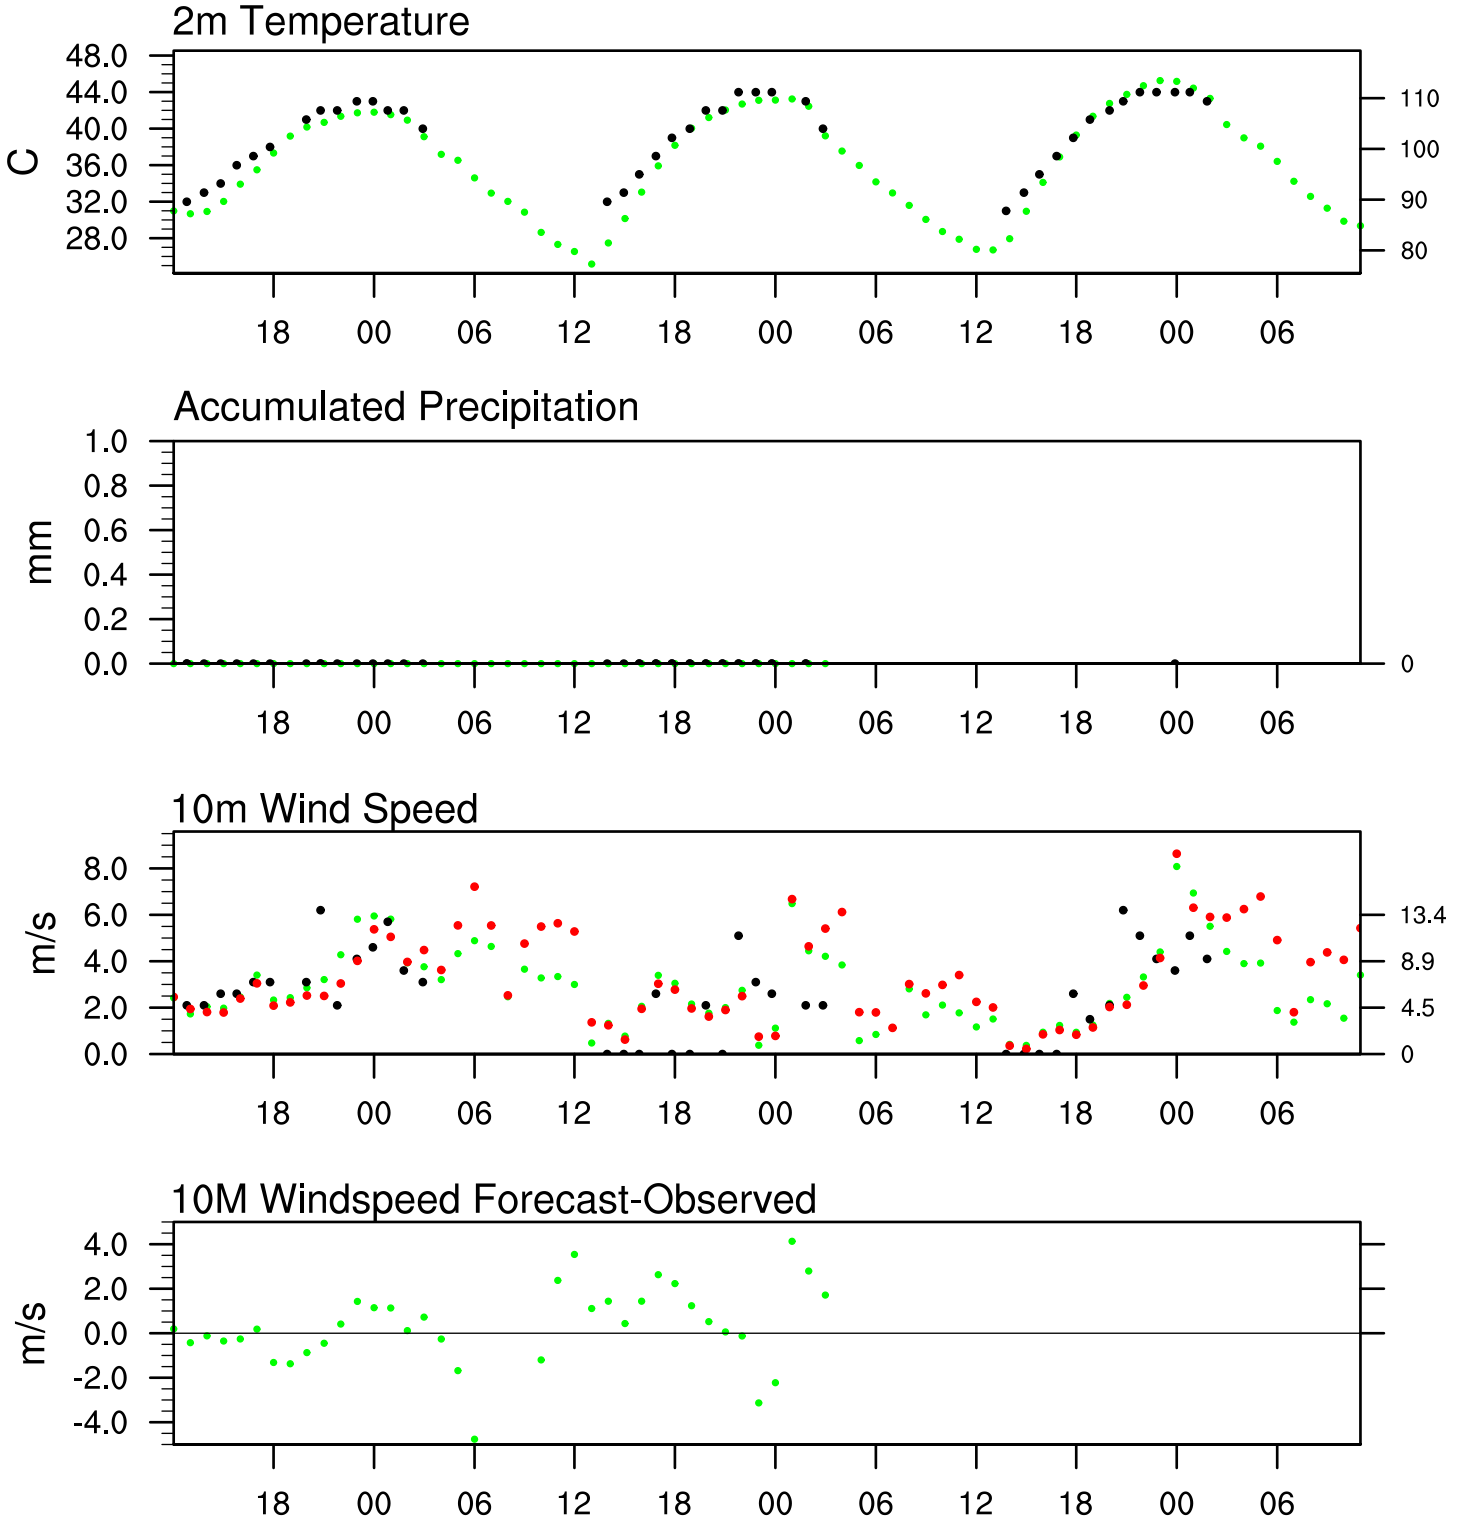 2m Temperature
48.0
44.0
40.0
36.0
32.0
28.0
C
110
100
90
80
18 00 06 12 18 00 06 12 18 00 06
Accumulated Precipitation
1.0
0.8
0.6
0.4
0.2
0.0
mm
0
18 00 06 12 18 00 06 12 18 00 06
10m Wind Speed
8.0
6.0
4.0
2.0
0.0
m/s
13.4
8.9
4.5
0
18 00 06 12 18 00 06 12 18 00 06
10M Windspeed Forecast-Observed
4.0
2.0
0.0
-2.0
-4.0
m/s
18 00 06 12 18 00 06 12 18 00 06